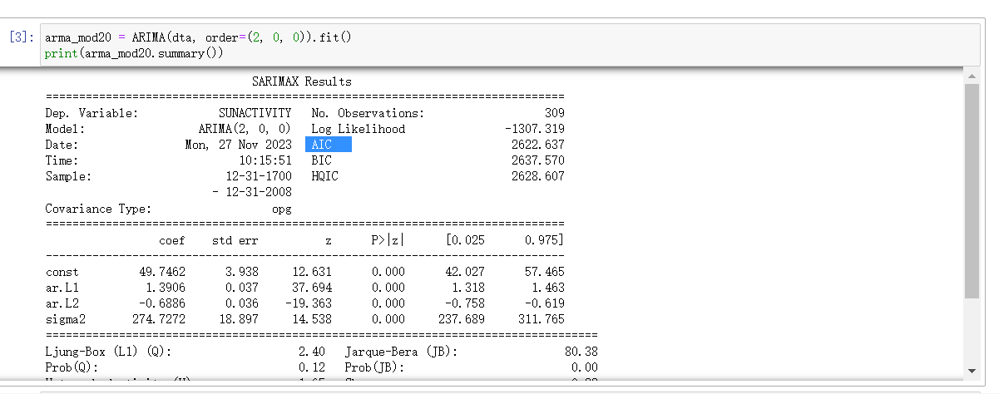 [3]: arma_mod20 = ARIMA(dta, order=(2, 0, 0)).fit()
print(arma_mod20.summary())
SARIMAX Results
==============================================================================
Dep. Variable: SUNACTIVITY No. Observations: 309
Model: ARIMA(2, 0, 0) Log Likelihood -1307.319
Date: Mon, 27 Nov 2023 AIC 2622.637
Time: 10:15:51 BIC 2637.570
Sample: 12-31-1700 HQIC 2628.607
- 12-31-2008
Covariance Type: opg
==============================================================================
coef std err z P>|z| [0.025 0.975]
------------------------------------------------------------------------------
const 49.7462 3.938 12.631 0.000 42.027 57.465
ar.L1 1.3906 0.037 37.694 0.000 1.318 1.463
ar.L2 -0.6886 0.036 -19.363 0.000 -0.758 -0.619
sigma2 274.7272 18.897 14.538 0.000 237.689 311.765
===================================================================================
Ljung-Box (L1) (Q): 2.40 Jarque-Bera (JB): 80.38
Prob(Q): 0.12 Prob(JB): 0.00